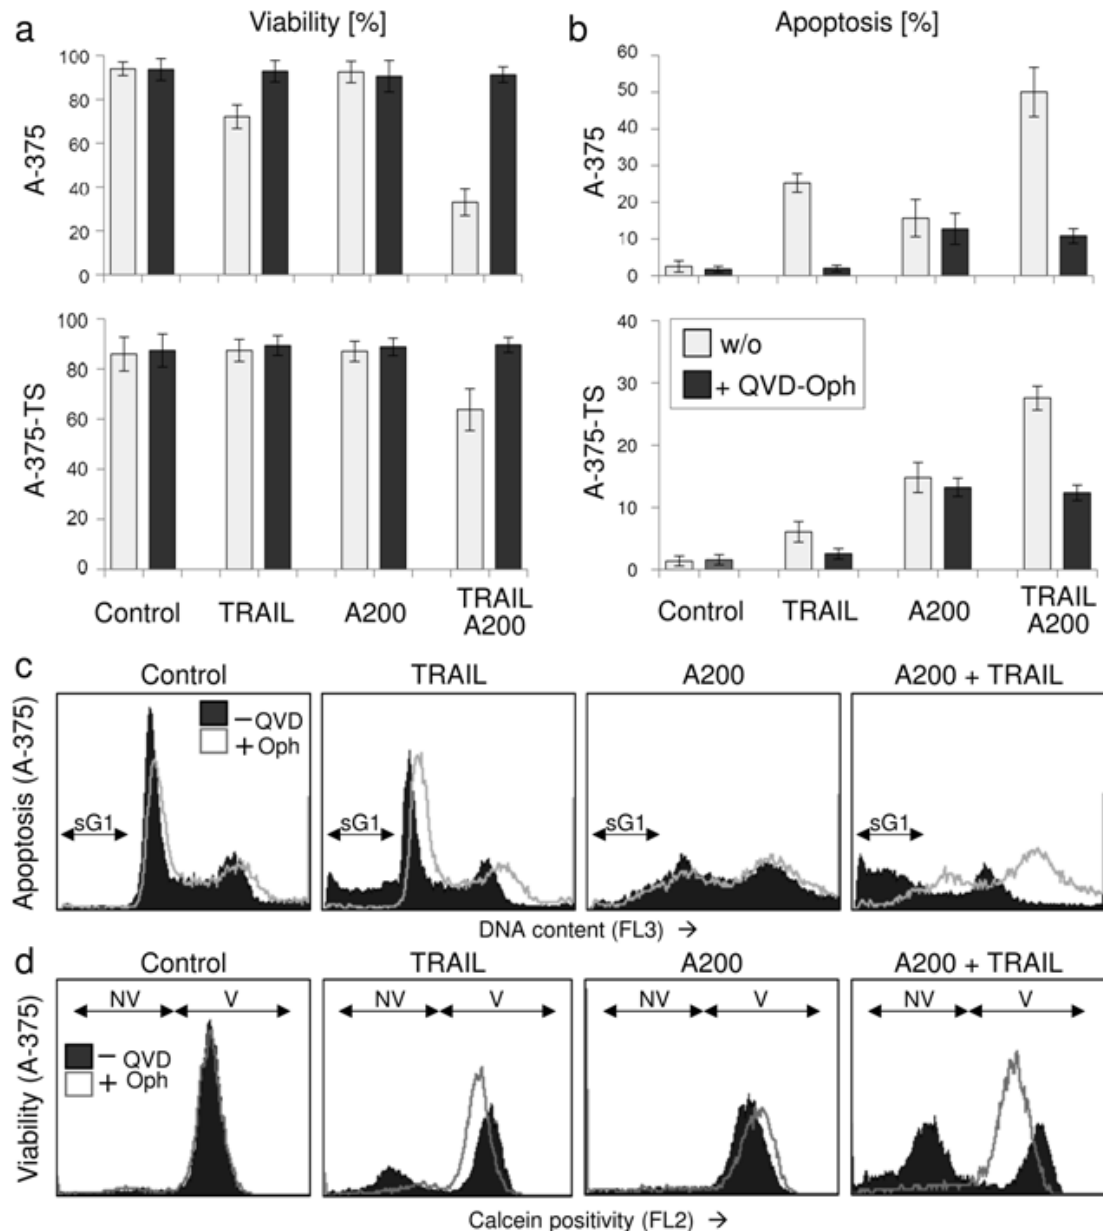 a Viability [%] b Apoptosis [%]
A-375
100
80
60
40
20
0
A-375
60
50
40
30
20
10
0
A-375-TS
100
80
60
40
20
0
A-375-TS
40
30
20
10
0
w/o
+ QVD-Oph
Control TRAIL A200 TRAIL A200
Control TRAIL A200 TRAIL A200
c Control TRAIL A200 A200 + TRAIL
Apoptosis (A-375)
− QVD
+ Oph
sG1 sG1 sG1 sG1
DNA content (FL3) →
d Control TRAIL A200 A200 + TRAIL
Viability (A-375)
NV V NV V NV V NV V
− QVD
+ Oph
Calcein positivity (FL2) →